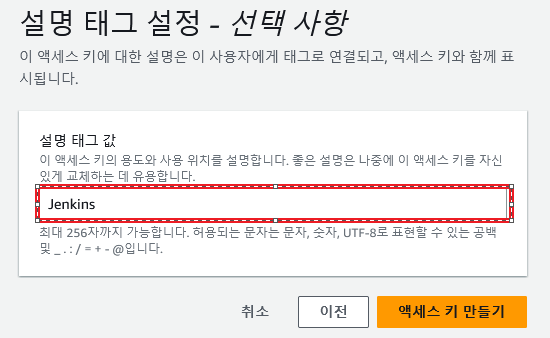 설명 태그 설정 - 선택 사항
이 액세스 키에 대한 설명은 이 사용자에게 태그로 연결되고, 액세스 키와 함께 표
시됩니다.
설명 태그 값
이 액세스 키의 용도와 사용 위치를 설명합니다. 좋은 설명은 나중에 이 액세스 키를 자신
있게 교체하는 데 유용합니다.
Jenkins
최대 256자까지 가능합니다. 허용되는 문자는 문자, 숫자, UTF-8로 표현할 수 있는 공백
및 _ . : / = + - @입니다.
취소 이전 액세스 키 만들기